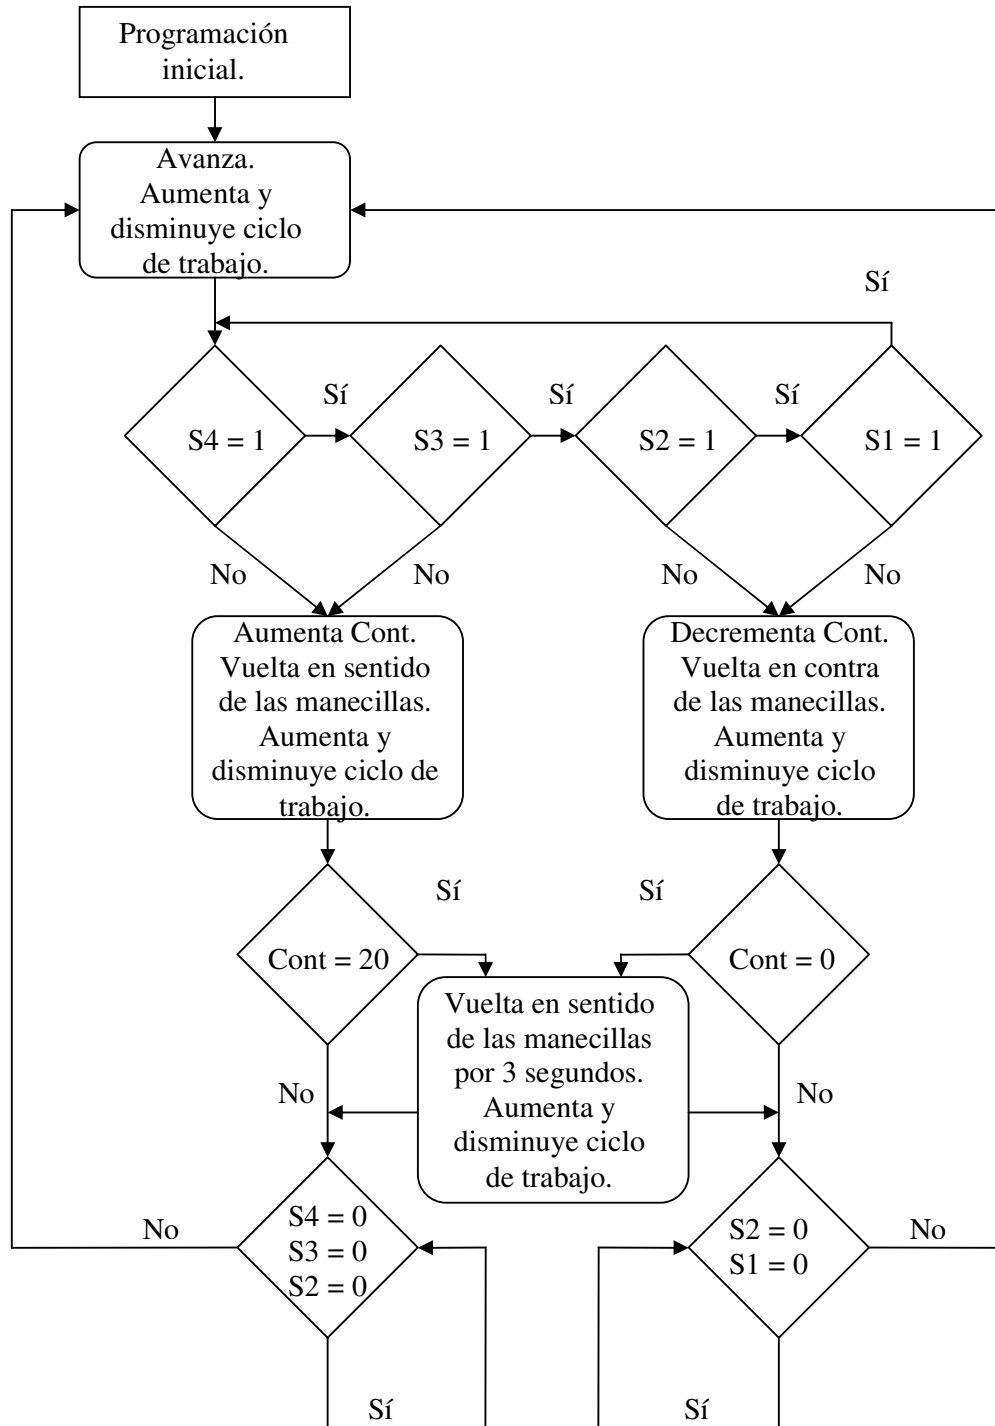 Programación
inicial.
Avanza.
Aumenta y
disminuye ciclo
de trabajo.
Sí
Sí
Sí
Sí
S4 = 1
S3 = 1
S2 = 1
S1 = 1
No
No
No
No
Aumenta Cont.
Vuelta en sentido
de las manecillas.
Aumenta y
disminuye ciclo de
trabajo.
Decrementa Cont.
Vuelta en contra
de las manecillas.
Aumenta y
disminuye ciclo
de trabajo.
Sí
Sí
Cont = 20
Cont = 0
Vuelta en sentido
de las manecillas
por 3 segundos.
Aumenta y
disminuye ciclo
de trabajo.
No
No
No
S4 = 0
S3 = 0
S2 = 0
S2 = 0
S1 = 0
No
Sí
Sí